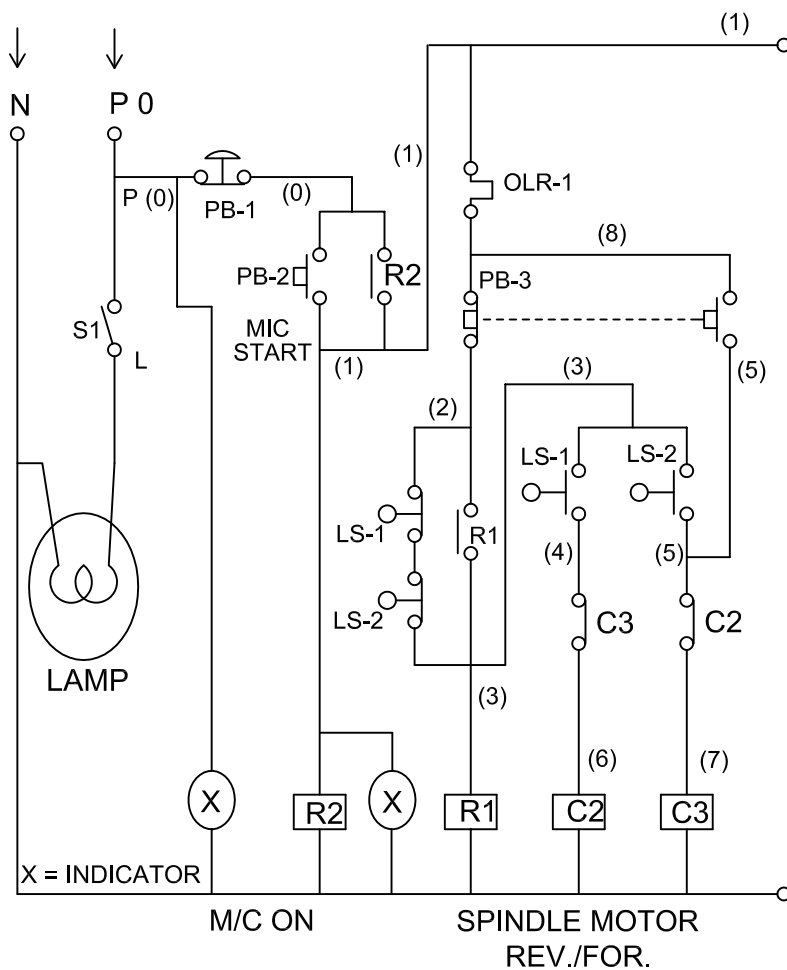 (1)
N
P 0
(1)
OLR-1
P (0)
(0)
PB-1
(8)
PB-2
R2
PB-3
S1
MIC
START
L
(1)
(3)
(5)
(2)
LS-1
LS-2
LS-1
R1
(4)
(5)
LS-2
C3
C2
LAMP
(3)
(6)
(7)
X
R2
X
R1
C2
C3
X = INDICATOR
M/C ON
SPINDLE MOTOR
REV./FOR.